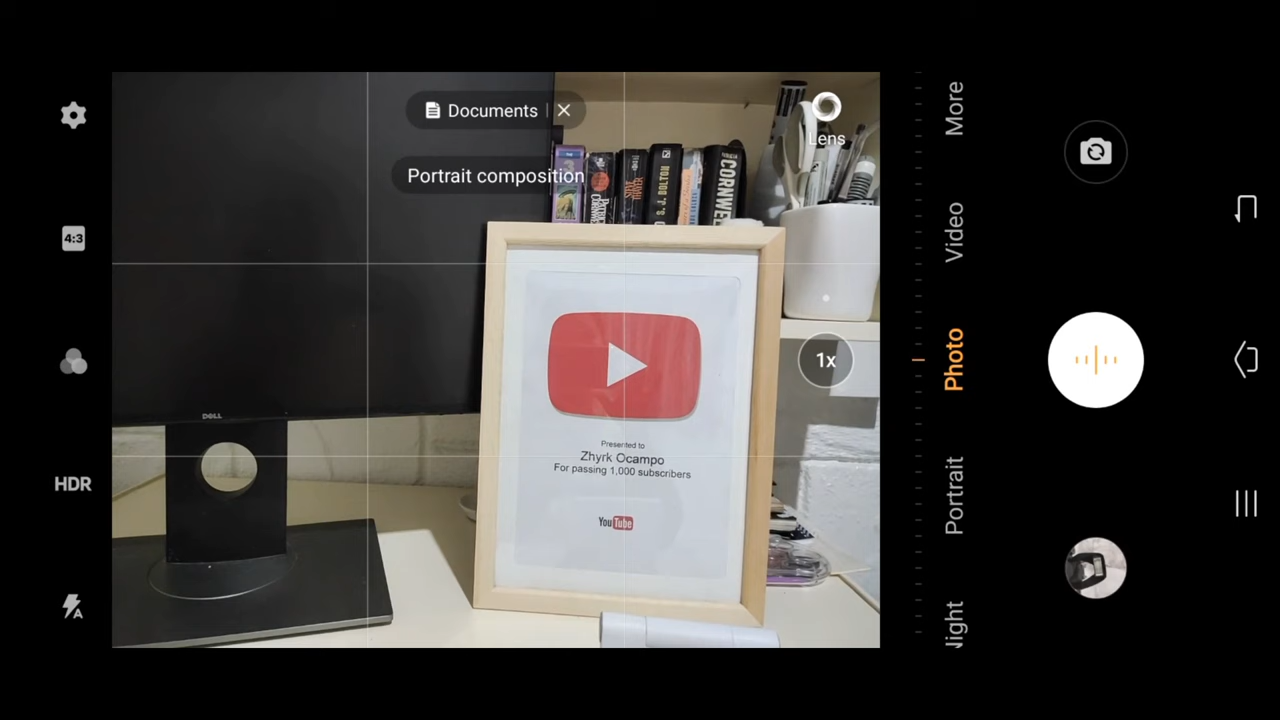 Documents
Portrait composition
Lens
4:3
HDR
A
1x
More
Video
Photo
Portrait
Night
DELL
S. J. BOLTON
CORNWE
Presented to
Zhyrk Ocampo
For passing 1,000 subscribers
YouTube